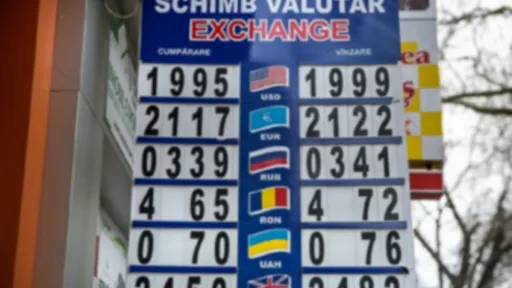 SCHIMB VALUTAR
EXCHANGE
CUMPĂRARE VÎNZARE
1995 USD 1999
2117 EUR 2122
0339 RUB 0341
4 65 RON 4 72
0 70 UAH 0 76